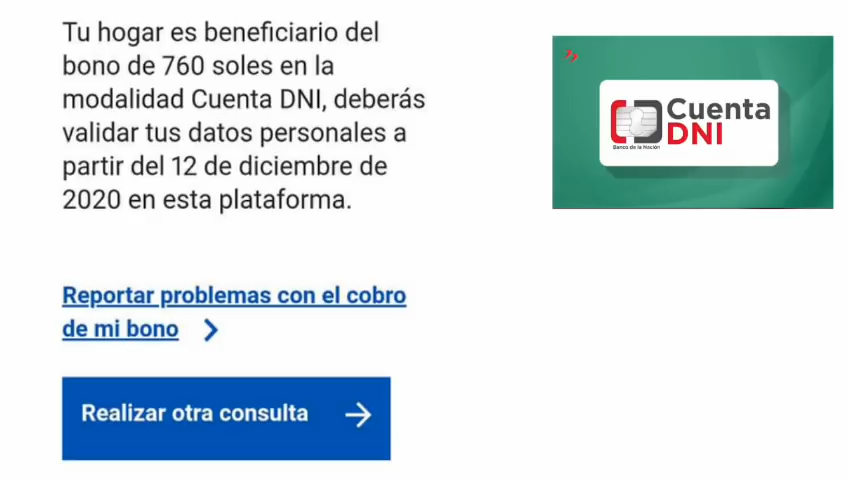 Tu hogar es beneficiario del
bono de 760 soles en la
modalidad Cuenta DNI, deberás
validar tus datos personales a
partir del 12 de diciembre de
2020 en esta plataforma.
Reportar problemas con el cobro
de mi bono
Realizar otra consulta
Cuenta
DNI
Banco de la Nación